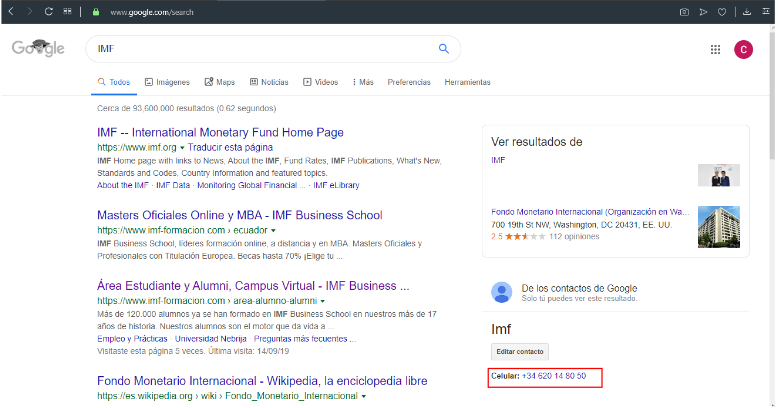 www.google.com/search
Google
IMF
C
Todos Imágenes Maps Noticias Videos Más Preferencias Herramientas
Cerca de 93,600,000 resultados (0.62 segundos)
IMF -- International Monetary Fund Home Page
https://www.imf.org Traducir esta página
IMF Home page with links to News, About the IMF, Fund Rates, IMF Publications, What's New,
Standards and Codes, Country Information and featured topics.
About the IMF · IMF Data · Monitoring Global Financial ... · IMF eLibrary
Masters Oficiales Online y MBA - IMF Business School
https://www.imf-formacion.com › ecuador
IMF Business School, líderes formación online, a distancia y en MBA. Masters Oficiales y
Profesionales con Titulación Europea. Becas hasta 70% ¡Elige tu ...
Área Estudiante y Alumni, Campus Virtual - IMF Business ...
https://www.imf-formacion.com › area-alumno-alumni
Más de 120.000 alumnos ya se han formado en IMF Business School en nuestros más de 17
años de historia. Nuestros alumnos son el motor que da vida a ...
Empleo y Prácticas · Universidad Nebrija · Preguntas más fecuentes ...
Visitaste esta página 5 veces. Última visita: 14/09/19
Fondo Monetario Internacional - Wikipedia, la enciclopedia libre
https://es.wikipedia.org › wiki › Fondo_Monetario_Internacional
Ver resultados de
IMF
Fondo Monetario Internacional (Organización en Wa...
700 19th St NW, Washington, DC 20431, EE. UU.
2.5 112 opiniones
De los contactos de Google
Solo tú puedes ver este resultado.
Imf
Editar contacto
Celular: +34 620 14 80 50